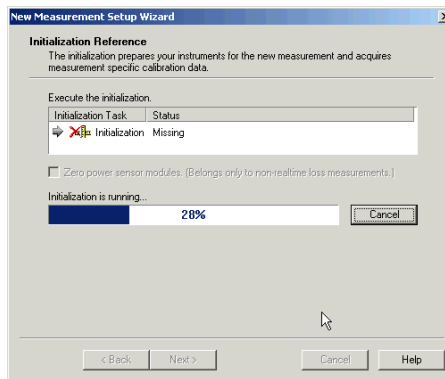 New Measurement Setup Wizard
Initialization Reference
The initialization prepares your instruments for the new measurement and acquires
measurement specific calibration data.
Execute the initialization.
Initialization Task Status
Initialization Missing
Zero power sensor modules. (Belongs only to non-realtime loss measurements.)
Initialization is running...
28% Cancel
< Back Next > Cancel Help